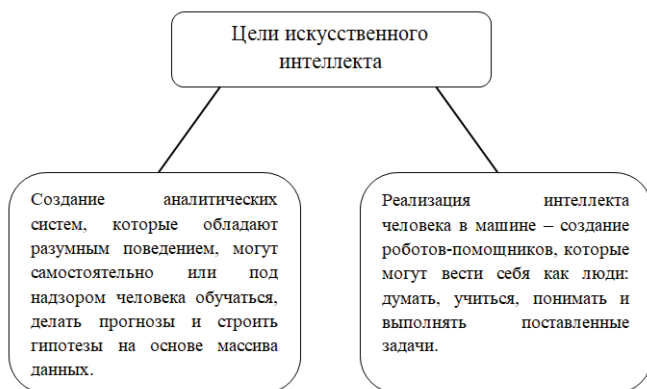 Цели искусственного
интеллекта
Создание аналитических
систем, которые обладают
разумным поведением, могут
самостоятельно или под
надзором человека обучаться,
делать прогнозы и строить
гипотезы на основе массива
данных.
Реализация интеллекта
человека в машине – создание
роботов-помощников, которые
могут вести себя как люди:
думать, учиться, понимать и
выполнять поставленные
задачи.